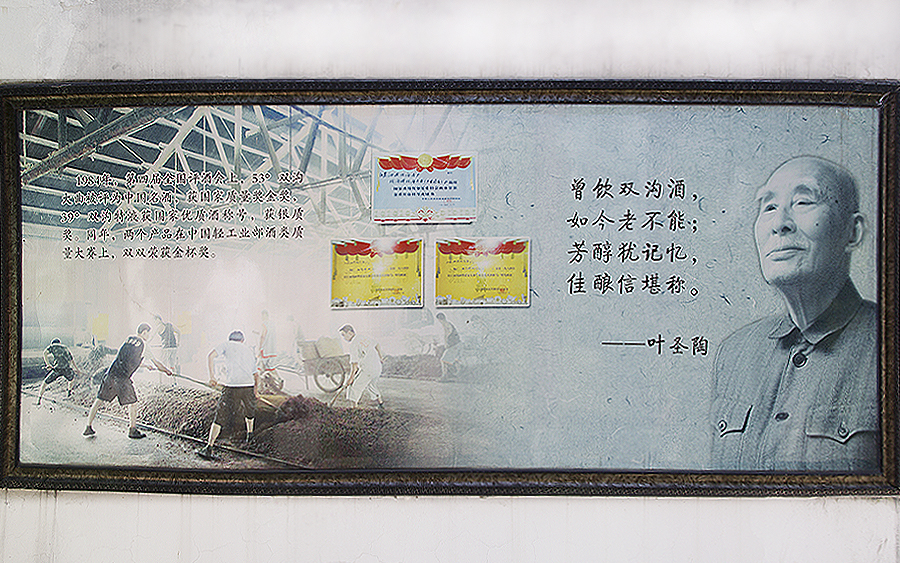 1984年，第四届全国评酒会上，53°双沟
大曲被评为中国名酒，获国家质量奖金奖，
39°双沟特液获国家优质酒称号，获银质
奖。同年，两个产品在中国轻工业部酒类质
量大赛上，双双荣获金杯奖。
曾饮双沟酒，
如今老不能；
芳醇犹记忆，
佳酿信堪称。
——叶圣陶